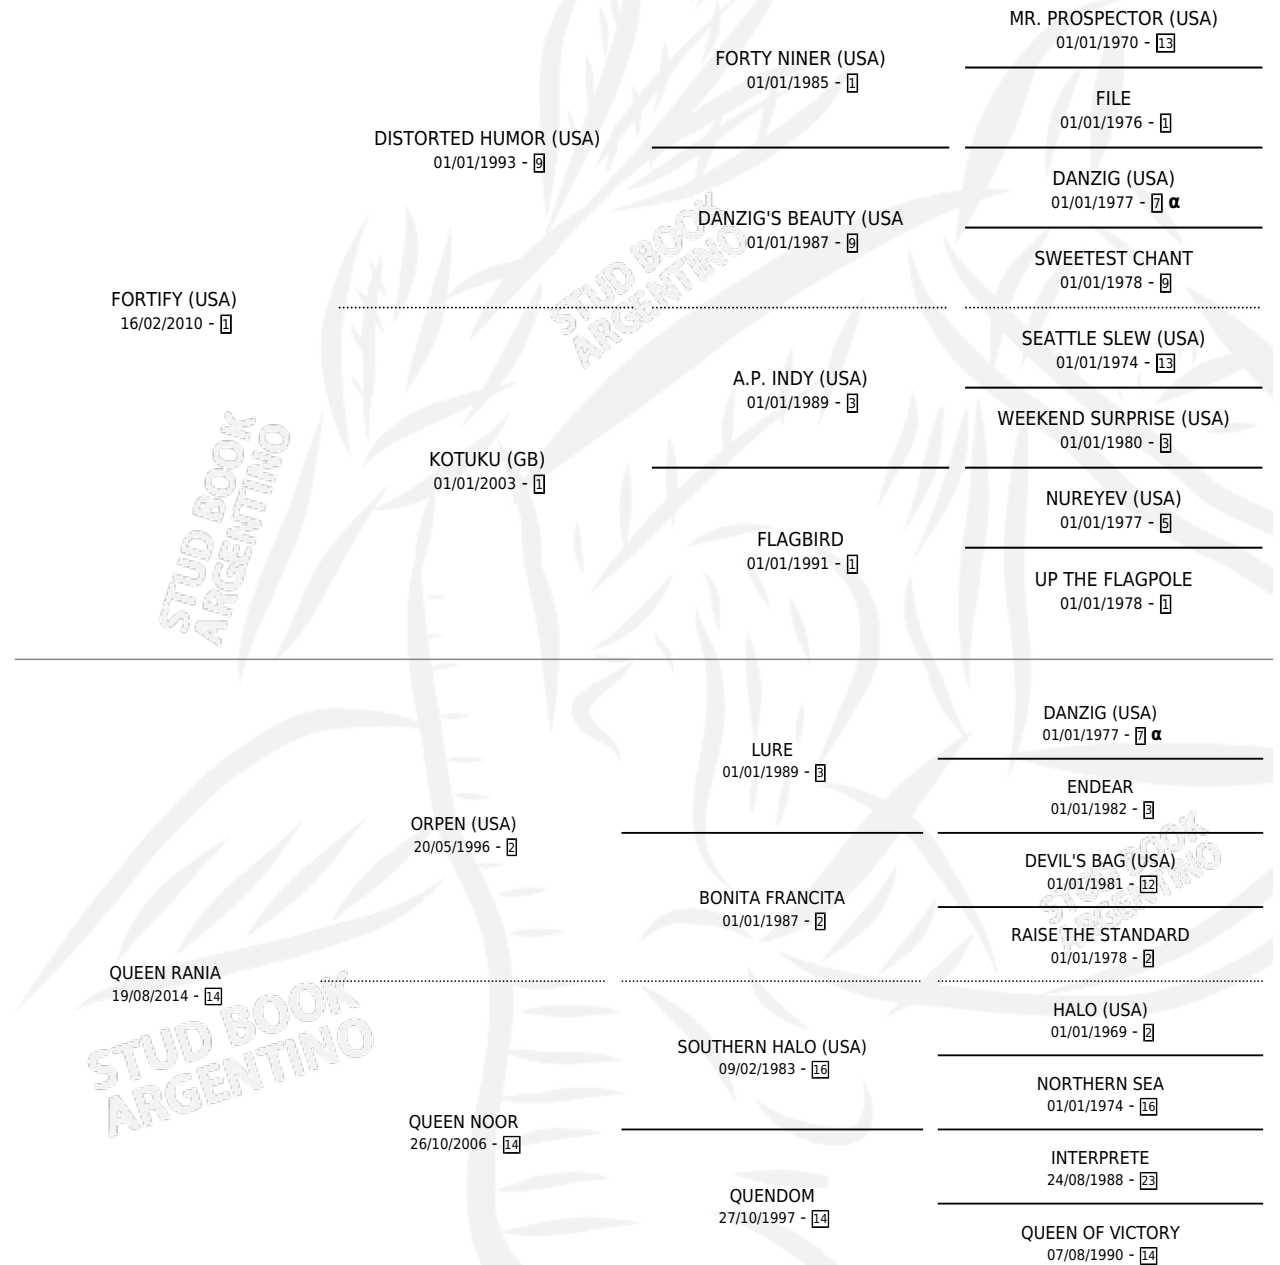 MR. PROSPECTOR (USA)
01/01/1970 - 13
FORTY NINER (USA)
01/01/1985 - 1
FILE
01/01/1976 - 1
DISTORTED HUMOR (USA)
01/01/1993 - 9
DANZIG (USA)
01/01/1977 - 7 α
DANZIG'S BEAUTY (USA
01/01/1987 - 9
SWEETEST CHANT
01/01/1978 - 9
FORTIFY (USA)
16/02/2010 - 1
SEATTLE SLEW (USA)
01/01/1974 - 13
A.P. INDY (USA)
01/01/1989 - 3
WEEKEND SURPRISE (USA)
01/01/1980 - 3
KOTUKU (GB)
01/01/2003 - 1
NUREYEV (USA)
01/01/1977 - 5
FLAGBIRD
01/01/1991 - 1
UP THE FLAGPOLE
01/01/1978 - 1
DANZIG (USA)
01/01/1977 - 7 α
LURE
01/01/1989 - 3
ENDEAR
01/01/1982 - 3
ORPEN (USA)
20/05/1996 - 2
DEVIL'S BAG (USA)
01/01/1981 - 12
BONITA FRANCITA
01/01/1987 - 2
RAISE THE STANDARD
01/01/1978 - 2
QUEEN RANIA
19/08/2014 - 14
HALO (USA)
01/01/1969 - 2
SOUTHERN HALO (USA)
09/02/1983 - 16
NORTHERN SEA
01/01/1974 - 16
QUEEN NOOR
26/10/2006 - 14
INTERPRETE
24/08/1988 - 23
QUENDOM
27/10/1997 - 14
QUEEN OF VICTORY
07/08/1990 - 14
STUD BOOK
ARGENTINO
STUD BOOK
ARGENTINO
STUD BOOK
ARGENTINO
STUD BOOK
ARGENTINO